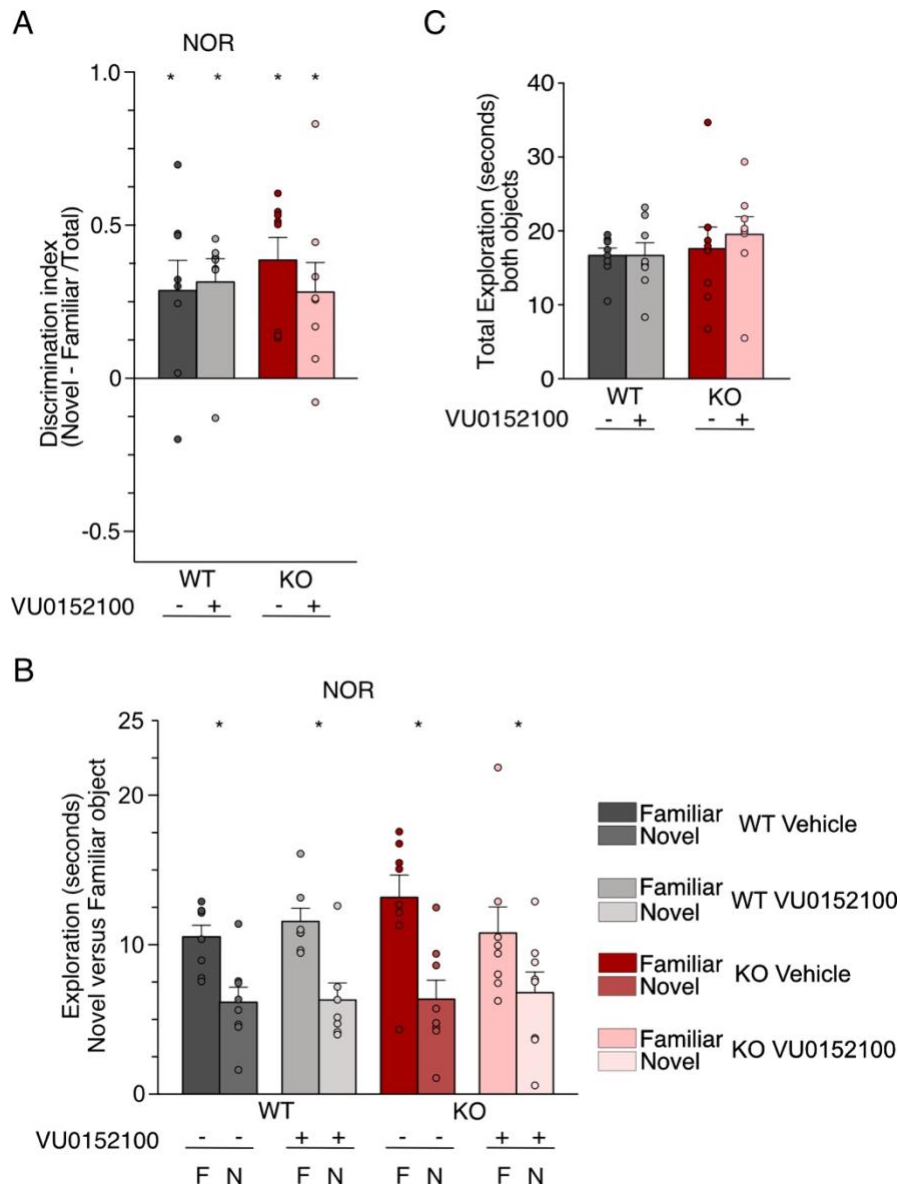 A
NOR
* * * *
1.0
0.5
0
-0.5
Discrimination index
(Novel - Familiar /Total)
WT KO
VU0152100 - + - +
C
40
30
20
10
0
Total Exploration (seconds)
both objects
WT KO
VU0152100 - + - +
B
NOR
* * * *
25
20
10
0
Exploration (seconds)
Novel versus Familiar object
WT KO
VU0152100 - - + + - - + +
F N F N F N F N
Familiar
Novel
WT Vehicle
Familiar
Novel
WT VU0152100
Familiar
Novel
KO Vehicle
Familiar
Novel
KO VU0152100